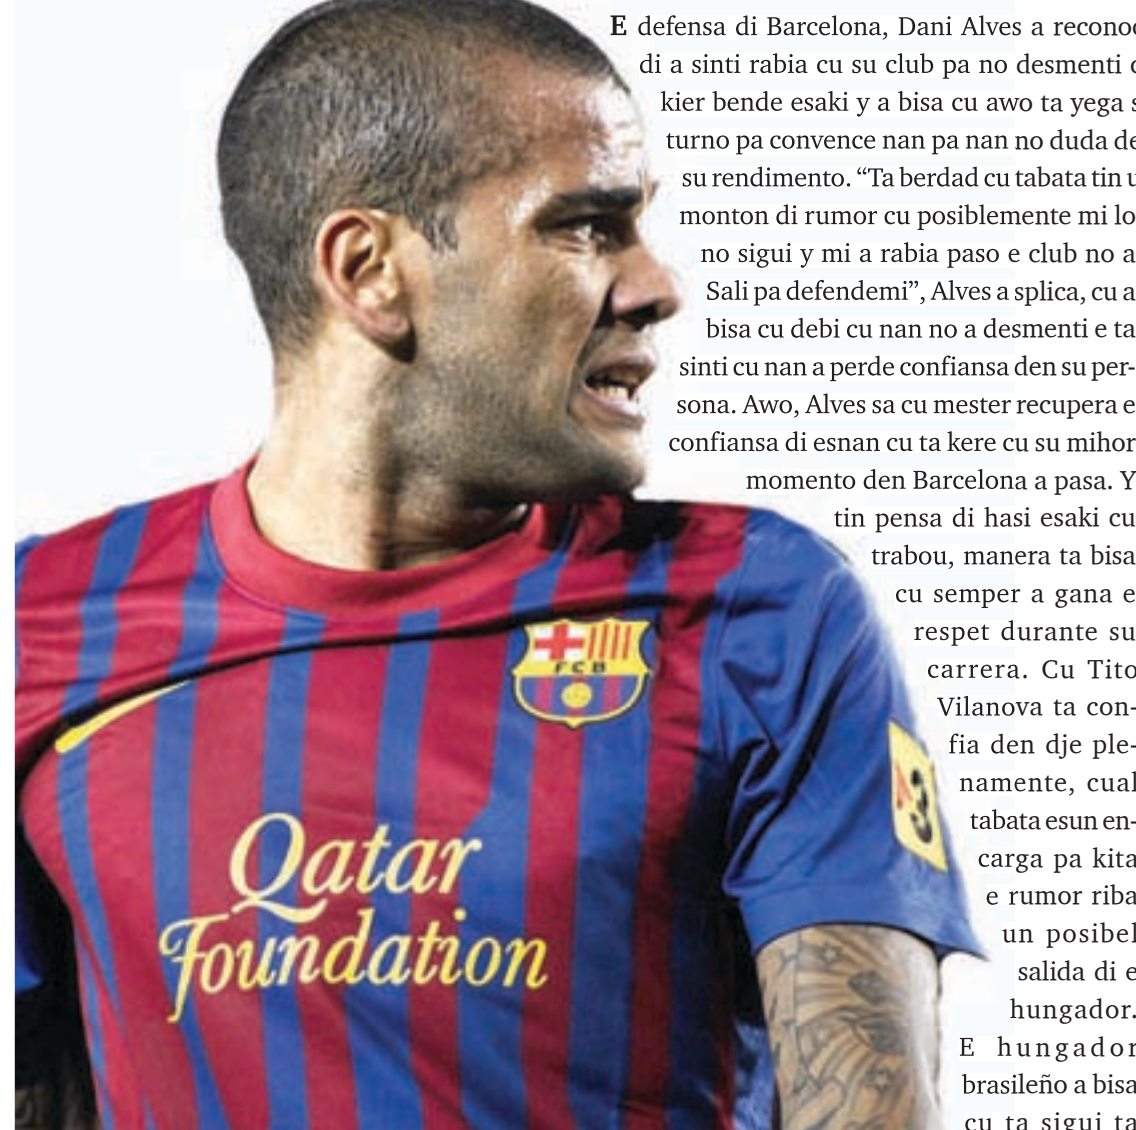 E defensa di Barcelona, Dani Alves a
di a sinti rabia cu su club pa no desmenti
kier bende esaki y a bisa cu awo ta yega
turno pa convence nan pa nan no duda
su rendimento. “Ta berdad cu tabata tin
monton di rumor cu posiblemente mi lo
no sigui y mi a rabia paso e club no a
Sali pa defendemi”, Alves a splica, cu a
bisa cu debi cu nan no a desmenti e ta
sinti cu nan a perde confiansa den su per-
sona. Awo, Alves sa cu mester recupera e
confiansa di esnan cu ta kere cu su mihor
momento den Barcelona a pasa. Y
tin pensa di hasi esaki cu
trabou, manera ta bisa
cu semper a gana e
respet durante su
carrera. Cu Tito
Vilanova ta con-
fia den dje ple-
namente, cual
tabata esun en-
carga pa kita
e rumor riba
un posibel
salida di e
hungador.
E hungador
brasileño a bisa
cu ta sigui ta
FCB
3
Qatar
Foundation